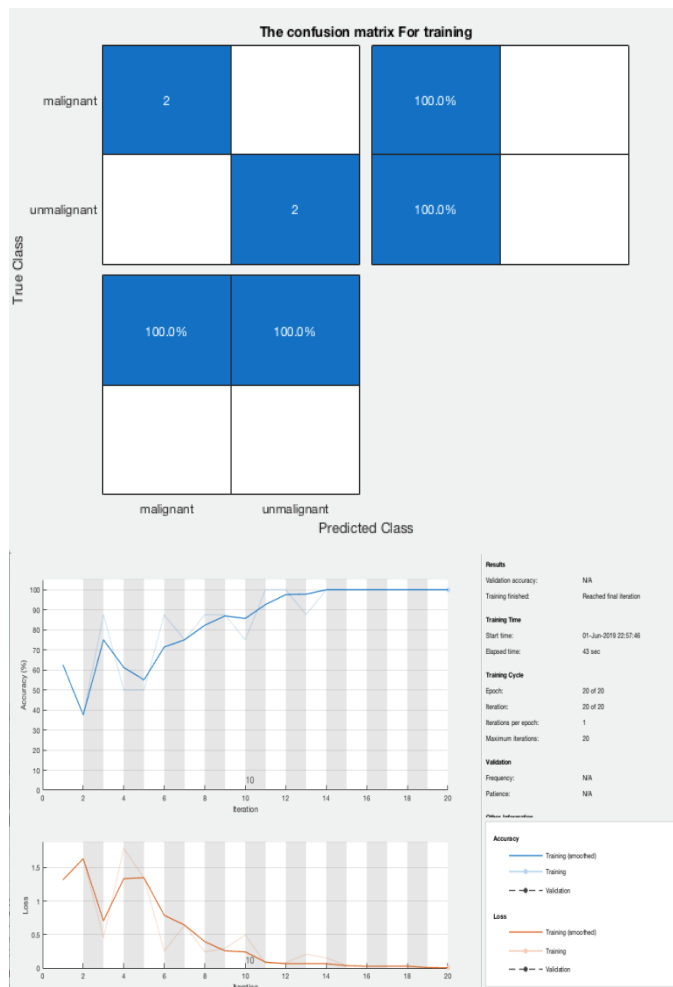 The confusion matrix For training
malignant
2
100.0%
unmalignant
2
100.0%
True Class
100.0%
100.0%
malignant
unmalignant
Predicted Class
100
90
80
70
60
50
40
30
20
10
0
Accuracy (%)
10
0
2
4
6
8
10
12
14
16
18
20
Iteration
1.5
1
0.5
0
Loss
10
0
2
4
6
8
10
12
14
16
18
20
Iteration
Results
Validation accuracy: N/A
Training finished: Reached final iteration
Training Time
Start time: 01-Jun-2019 22:57:46
Elapsed time: 43 sec
Training Cycle
Epoch: 20 of 20
Iteration: 20 of 20
Iterations per epoch: 1
Maximum iterations: 20
Validation
Frequency: N/A
Patience: N/A
Other Information
Accuracy
Training (smoothed)
Training
Validation
Loss
Training (smoothed)
Training
Validation